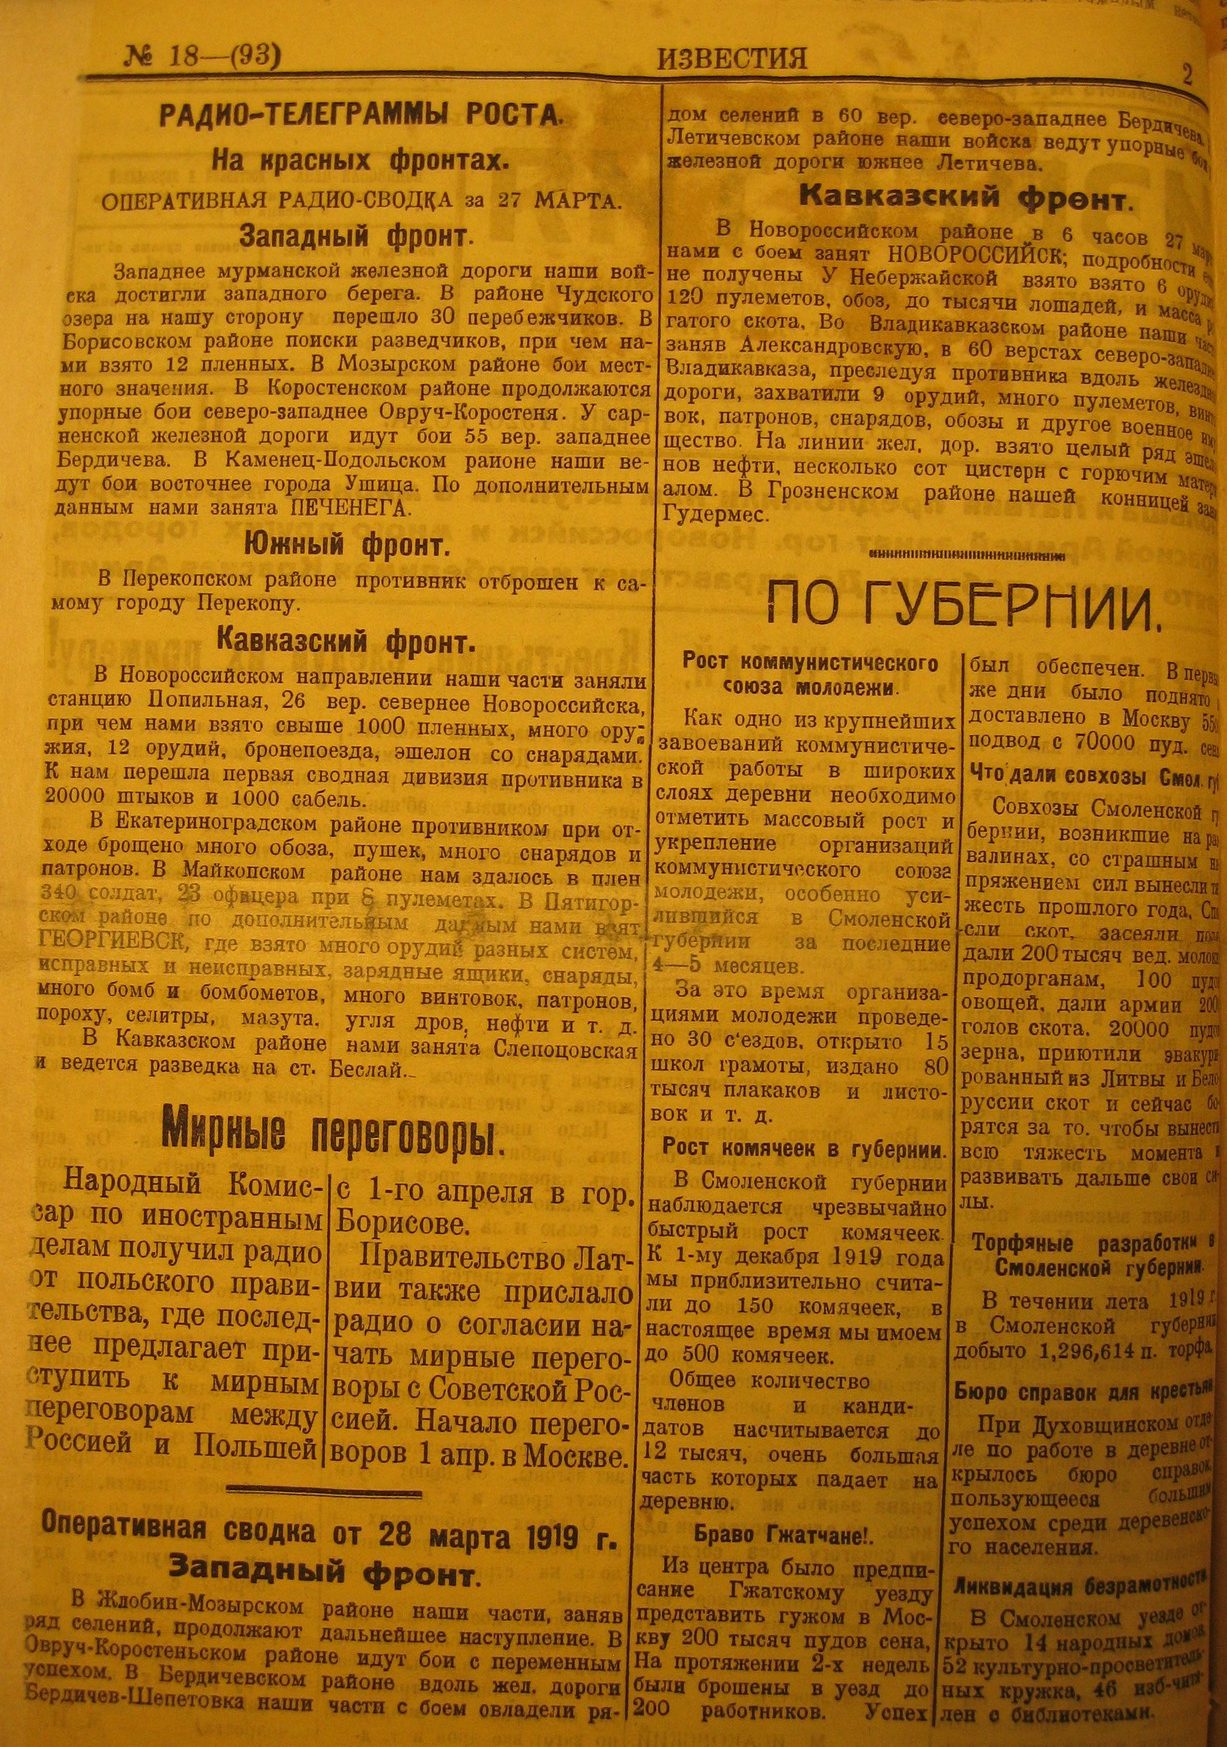 № 18—(93)
ИЗВЕСТИЯ
2
РАДИО-ТЕЛЕГРАММЫ РОСТА.
На красных фронтах.
ОПЕРАТИВНАЯ РАДИО-СВОДКА за 27 МАРТА.
Западный фронт.
Западнее мурманской железной дороги наши вой-
ска достигли западного берега. В районе Чудского
озера на нашу сторону перешло 30 перебежчиков. В
Борисовском районе поиски разведчиков, при чем на-
ми взято 12 пленных. В Мозырском районе бои мест-
ного значения. В Коростенском районе продолжаются
упорные бои северо-западнее Овруч-Коростеня. У сар-
ненской железной дороги идут бои 55 вер. западнее
Бердичева. В Каменец-Подольском районе наши ве-
дут бои восточнее города Ушица. По дополнительным
данным нами занята ПЕЧЕНЕГА.
Южный фронт.
В Перекопском районе противник отброшен к са-
мому городу Перекопу.
Кавказский фронт.
В Новороссийском направлении наши части заняли
станцию Попильная, 26 вер. севернее Новороссийска,
при чем нами взято свыше 1000 пленных, много ору-
жия, 12 орудий, бронепоезда, эшелон со снарядами.
К нам перешла первая сводная дивизия противника в
20000 штыков и 1000 сабель.
В Екатериноградском районе противником при от-
ходе брощено много обоза, пушек, много снарядов и
патронов. В Майкопском районе нам здалось в плен
340 солдат, 23 офицера при 8 пулеметах. В Пятигор-
ском районе по дополнительным данным нами взят
ГЕОРГИЕВСК, где взято много орудий разных систем,
исправных и неисправных, зарядные ящики, снаряды,
много бомб и бомбометов, много винтовок, патронов,
пороху, селитры, мазута, угля дров, нефти и т. д.
В Кавказском районе нами занята Слепоцовская
и ведется разведка на ст. Беслай.
Мирные переговоры.
Народный Комис-
сар по иностранным
делам получил радио
от польского прави-
тельства, где послед-
нее предлагает при-
ступить к мирным
переговорам между
Россией и Польшей
с 1-го апреля в гор.
Борисове.
Правительство Лат-
вии также прислало
радио о согласии на-
чать мирные перего-
воры с Советской Рос-
сией. Начало перего-
воров 1 апр. в Москве.
Оперативная сводка от 28 марта 1919 г.
Западный фронт.
В Жлобин-Мозырском районе наши части, заняв
ряд селений, продолжают дальнейшее наступление. В
Овруч-Коростеньском районе идут бои с переменным
успехом. В Бердичевском районе вдоль жел. дороги
Бердичев-Шепетовка наши части с боем овладели ря-
дом селений в 60 вер. северо-западнее Бердичева.
Летичевском районе наши войска ведут упорные бои
железной дороги южнее Летичева.
Кавказский фронт.
В Новороссийском районе в 6 часов 27
нами с боем занят НОВОРОССИЙСК; подробности
не получены У Небержайской взято взято 6
120 пулеметов, обоз, до тысячи лошадей, и масса
гатого скота. Во Владикавказском районе наши
заняв Александровскую, в 60 верстах северо-западнее
Владикавказа, преследуя противника вдоль
дороги, захватили 9 орудий, много пулеметов,
вок, патронов, снарядов, обозы и другое военное
щество. На линии жел. дор. взято целый ряд
нов нефти, несколько сот цистерн с горючим
алом. В Грозненском районе нашей конницей
Гудермес.
ПО ГУБЕРНИИ.
Рост коммунистического
союза молодежи.
Как одно из крупнейших
завоеваний коммунистиче-
ской работы в широких
слоях деревни необходимо
отметить массовый рост и
укрепление организаций
коммунистического союза
молодежи, особенно уси-
лившийся в Смоленской
губернии за последние
4—5 месяцев.
За это время организа-
циями молодежи проведе-
но 30 с'ездов, открыто 15
школ грамоты, издано 80
тысяч плакаков и листо-
вок и т. д.
Рост комячеек в губернии.
В Смоленской губернии
наблюдается чрезвычайно
быстрый рост комячеек.
К 1-му декабря 1919 года
мы приблизительно счита-
ли до 150 комячеек, в
настоящее время мы имоем
до 500 комячеек.
Общее количество
членов и канди-
датов насчитывается до
12 тысяч, очень большая
часть которых падает на
деревню.
Браво Гжатчане!.
Из центра было предпи-
сание Гжатскому уезду
представить гужом в Мос-
кву 200 тысяч пудов сена,
На протяжении 2-х недель
были брошены в уезд до
200 работников. Успех
был обеспечен. В
же дни было поднято
доставлено в Москву
подвод с 70000 пуд.
Что дали совхозы Смол.
Совхозы Смоленской
бернии, возникшие на
валинах, со страшным
пряжением сил вынесли
жесть прошлого года,
сли скот, засеяли
дали 200 тысяч вед. молока
продорганам, 100
овощей, дали армии
голов скота, 20000
зерна, приютили
рованный из Литвы и
руссии скот и сейчас
рятся за то, чтобы вынести
всю тяжесть момента
развивать дальше свои си-
лы.
Торфяные разработки в
Смоленской губернии.
В течении лета 1919 г.
в Смоленской губернии
добыто 1,296,614 п. торфа.
Бюро справок для крестьян
При Духовщинском отде-
ле по работе в деревне от-
крылось бюро справок,
пользующееся большим
успехом среди деревенско-
го населения.
Ликвидация безрамотности
В Смоленском уезде от-
крыто 14 народных домов,
52 культурно-просветитель-
ных кружка, 46 изб-чита-
лен с библиотеками.